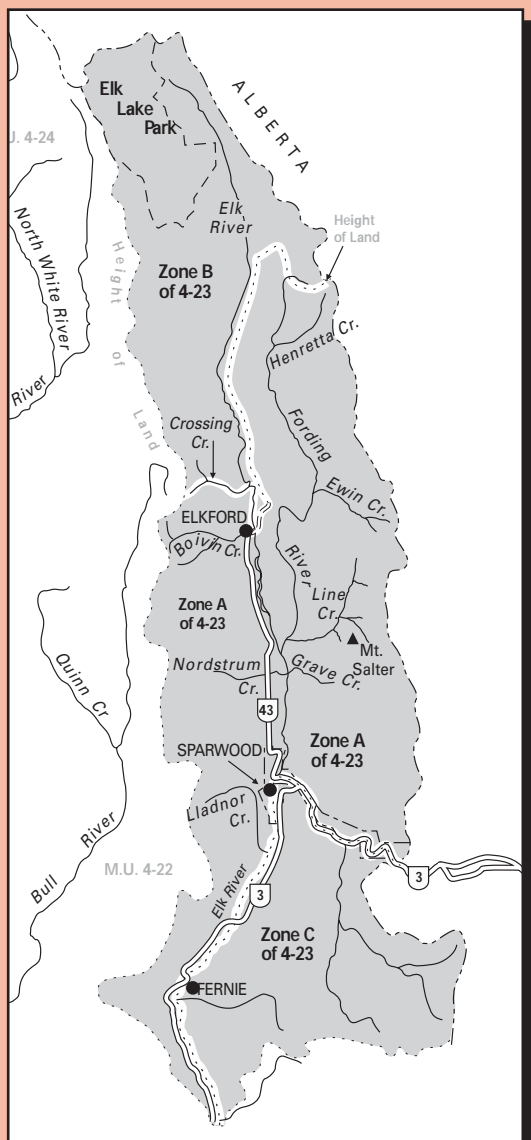 Elk
Lake
Park
ALBERTA
J. 4-24
Elk
River
Height
of Land
North White River
Height of Land
Zone B
of 4-23
Henretta Cr.
River
Fording
Crossing
Cr.
Ewin Cr.
ELKFORD
Boivin Cr.
River
Line
Cr.
Zone A
of 4-23
Mt.
Salter
Quinn Cr
Nordstrum
Cr.
Grave Cr.
43
SPARWOOD
Zone A
of 4-23
Lladnor
Cr.
Bull River
M.U. 4-22
Elk River
3
3
Zone C
of 4-23
FERNIE